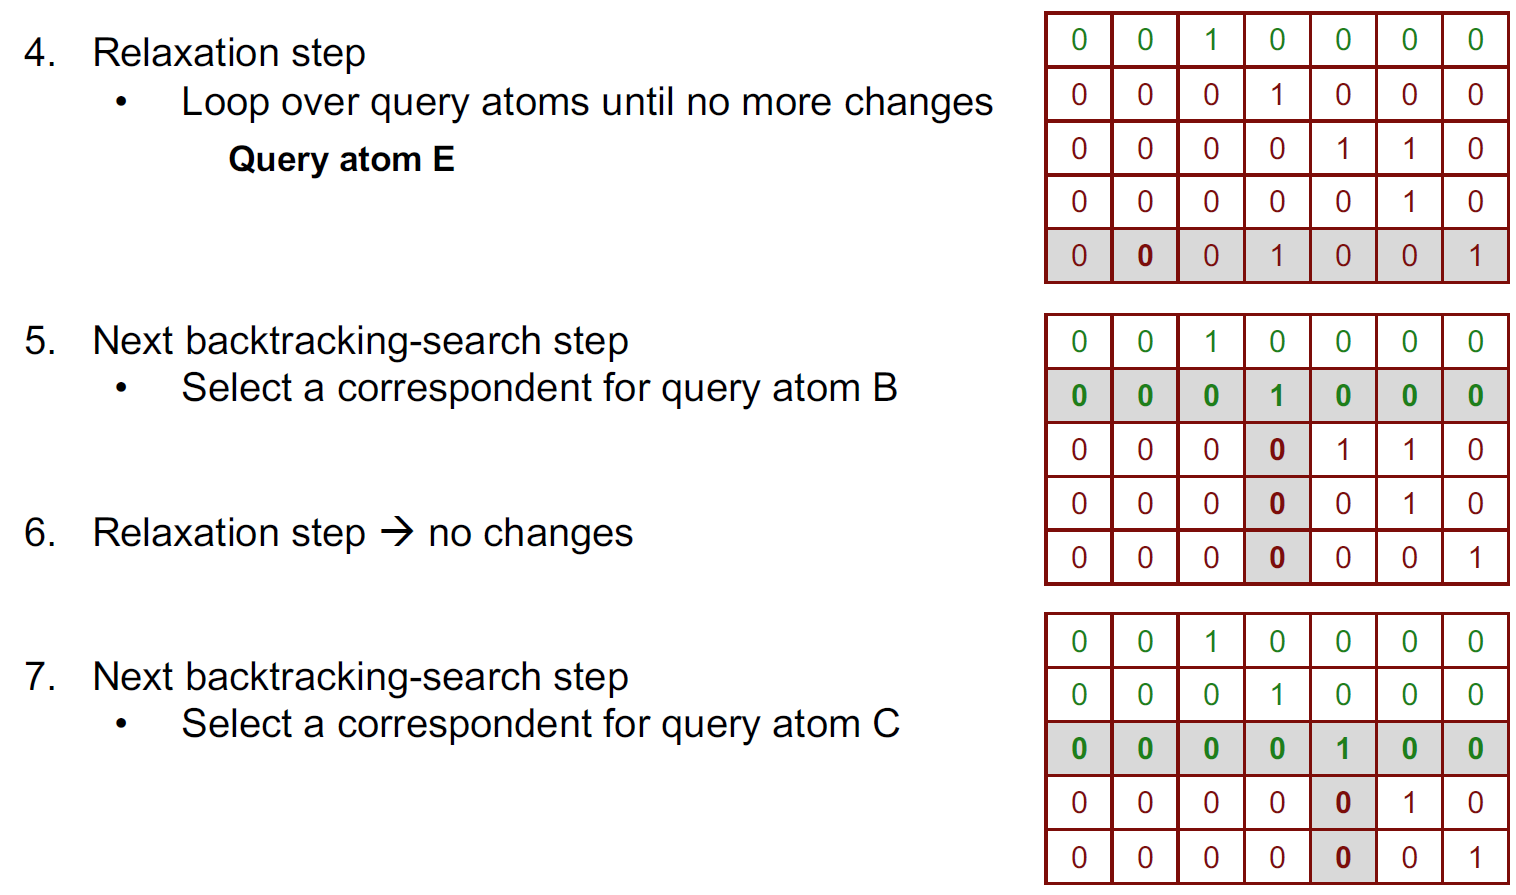 4. Relaxation step
• Loop over query atoms until no more changes
Query atom E
0 0 1 0 0 0 0
0 0 0 1 0 0 0
0 0 0 0 1 1 0
0 0 0 0 0 1 0
0 0 0 1 0 0 1
5. Next backtracking-search step
• Select a correspondent for query atom B
0 0 1 0 0 0 0
0 0 0 1 0 0 0
0 0 0 0 1 1 0
0 0 0 0 0 1 0
0 0 0 0 0 0 1
6. Relaxation step → no changes
7. Next backtracking-search step
• Select a correspondent for query atom C
0 0 1 0 0 0 0
0 0 0 1 0 0 0
0 0 0 0 1 0 0
0 0 0 0 0 1 0
0 0 0 0 0 0 1